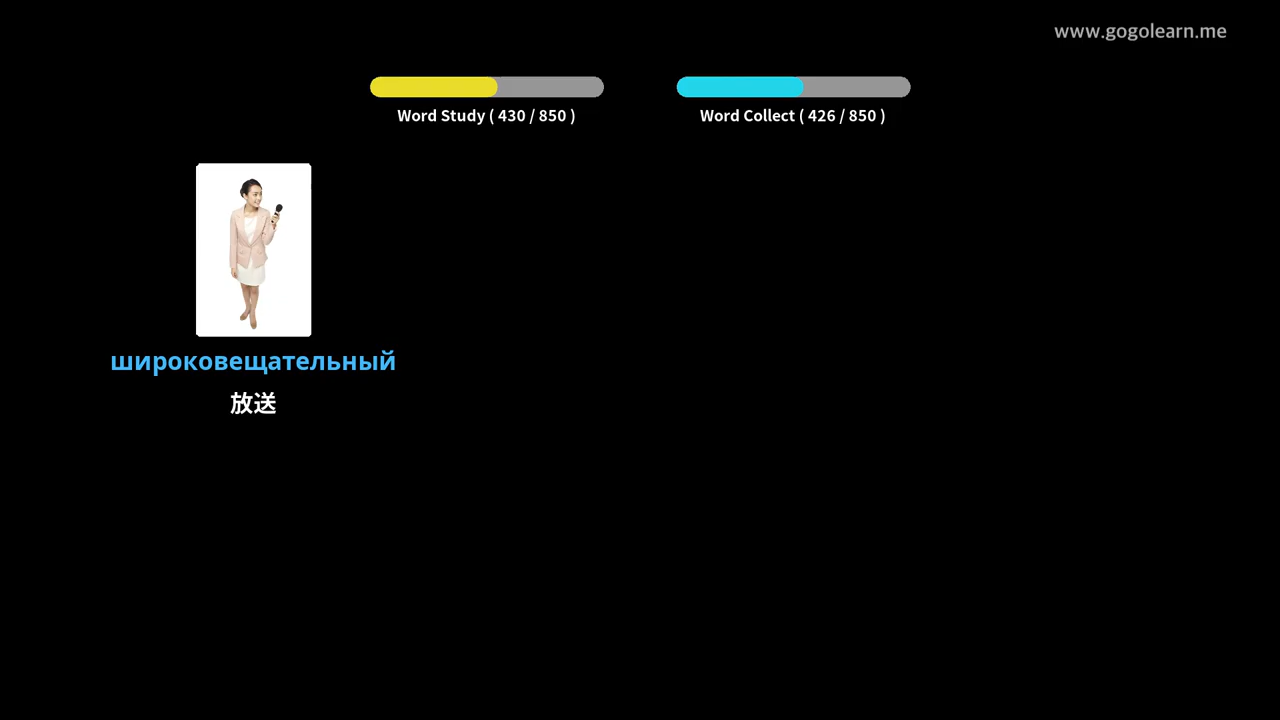 www.gogolearn.me
Word Study ( 430 / 850 )
Word Collect ( 426 / 850 )
широковещательный
放送